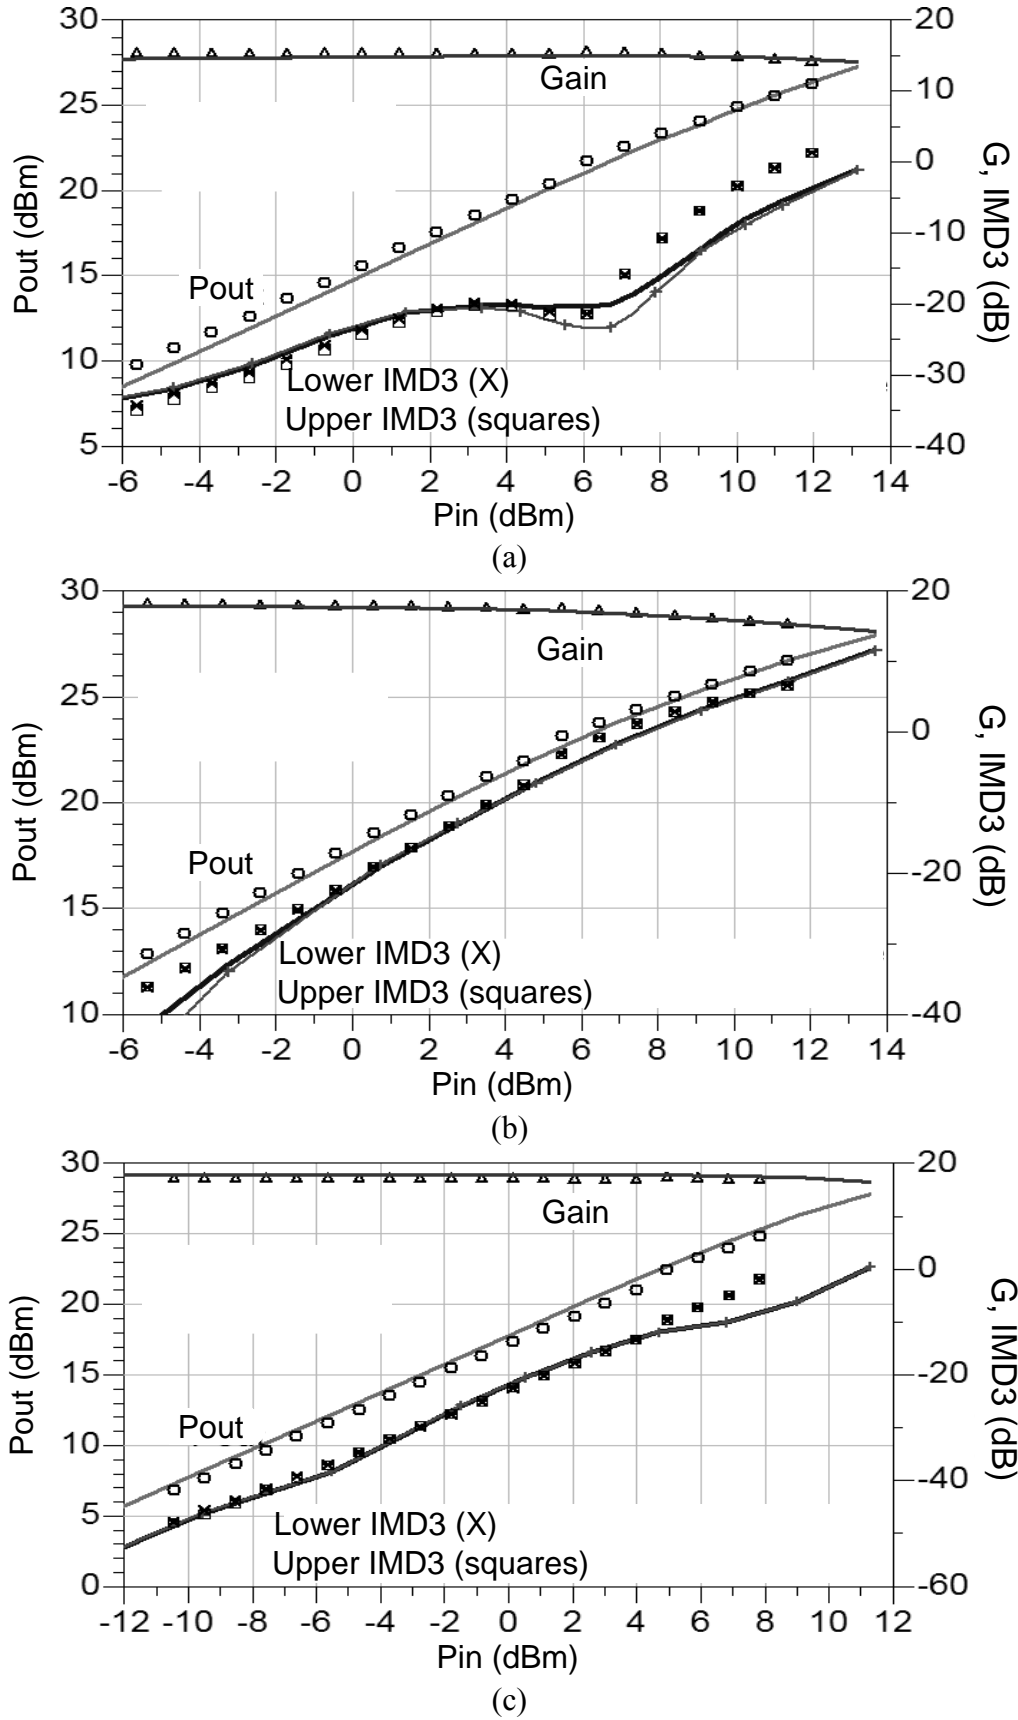 30
25
20
15
10
5
20
10
0
-10
-20
-30
-40
Pout (dBm)
G, IMD3 (dB)
Gain
Pout
Lower IMD3 (X)
Upper IMD3 (squares)
-6 -4 -2 0 2 4 6 8 10 12 14
Pin (dBm)
(a)
30
25
20
15
10
20
0
-20
-40
Pout (dBm)
G, IMD3 (dB)
Gain
Pout
Lower IMD3 (X)
Upper IMD3 (squares)
-6 -4 -2 0 2 4 6 8 10 12 14
Pin (dBm)
(b)
30
25
20
15
10
5
0
20
0
-20
-40
-60
Pout (dBm)
G, IMD3 (dB)
Gain
Pout
Lower IMD3 (X)
Upper IMD3 (squares)
-12 -10 -8 -6 -4 -2 0 2 4 6 8 10 12
Pin (dBm)
(c)